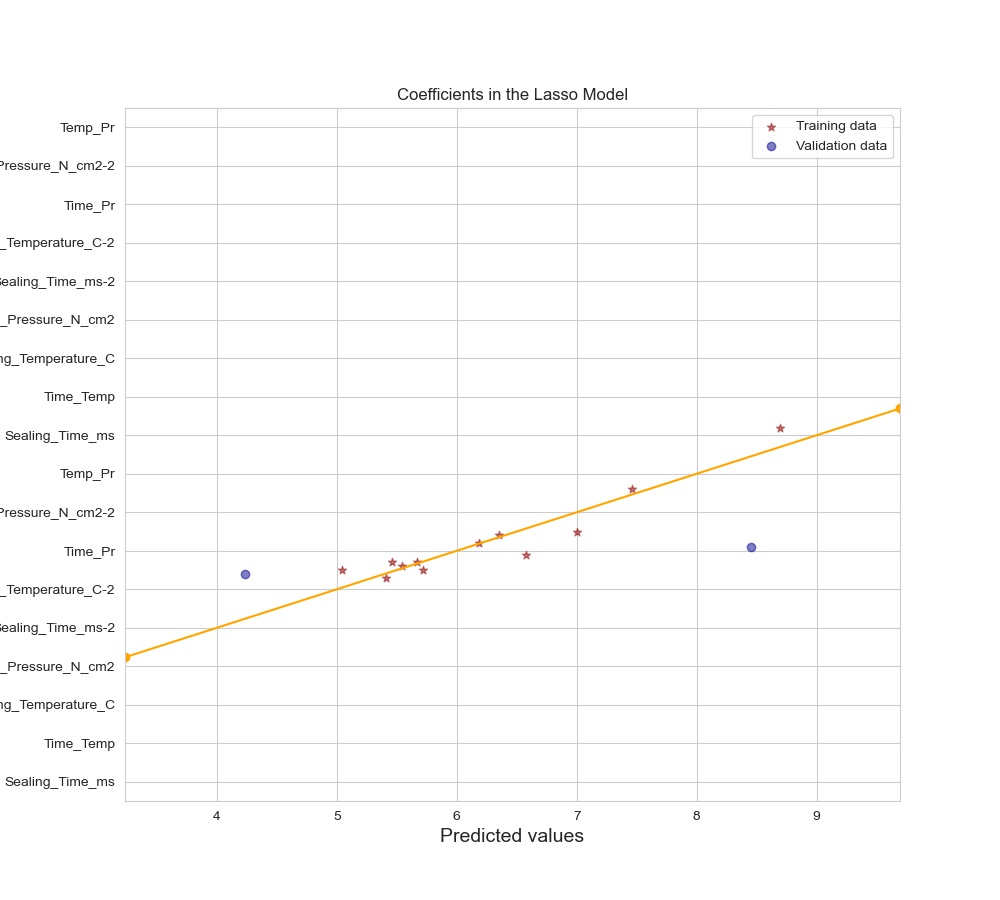 Coefficients in the Lasso Model
Training data
Validation data
Temp_Pr
Pressure_N_cm2-2
Time_Pr
_Temperature_C-2
Sealing_Time_ms-2
_Pressure_N_cm2
ng_Temperature_C
Time_Temp
Sealing_Time_ms
Temp_Pr
Pressure_N_cm2-2
Time_Pr
_Temperature_C-2
Sealing_Time_ms-2
_Pressure_N_cm2
ng_Temperature_C
Time_Temp
Sealing_Time_ms
4 5 6 7 8 9
Predicted values